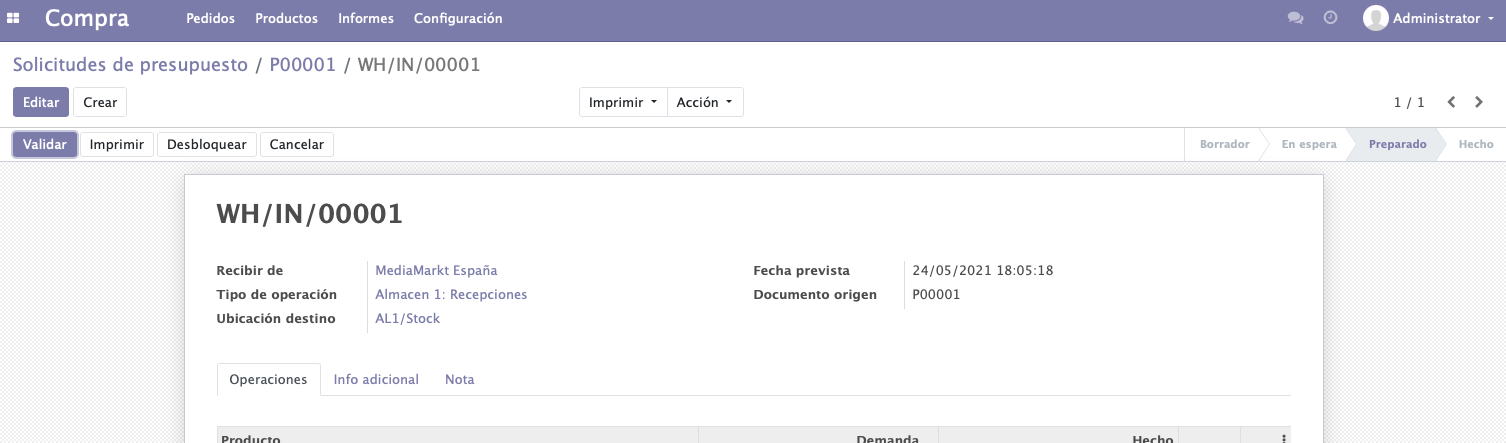 Compra Pedidos Productos Informes Configuración Administrator
Solicitudes de presupuesto / P00001 / WH/IN/00001
Editar Crear Imprimir Acción 1 / 1
Validar Imprimir Desbloquear Cancelar Borrador En espera Preparado Hecho
WH/IN/00001
Recibir de MediaMarkt España Fecha prevista 24/05/2021 18:05:18
Tipo de operación Almacen 1: Recepciones Documento origen P00001
Ubicación destino AL1/Stock
Operaciones Info adicional Nota
Producto Demanda Hecho